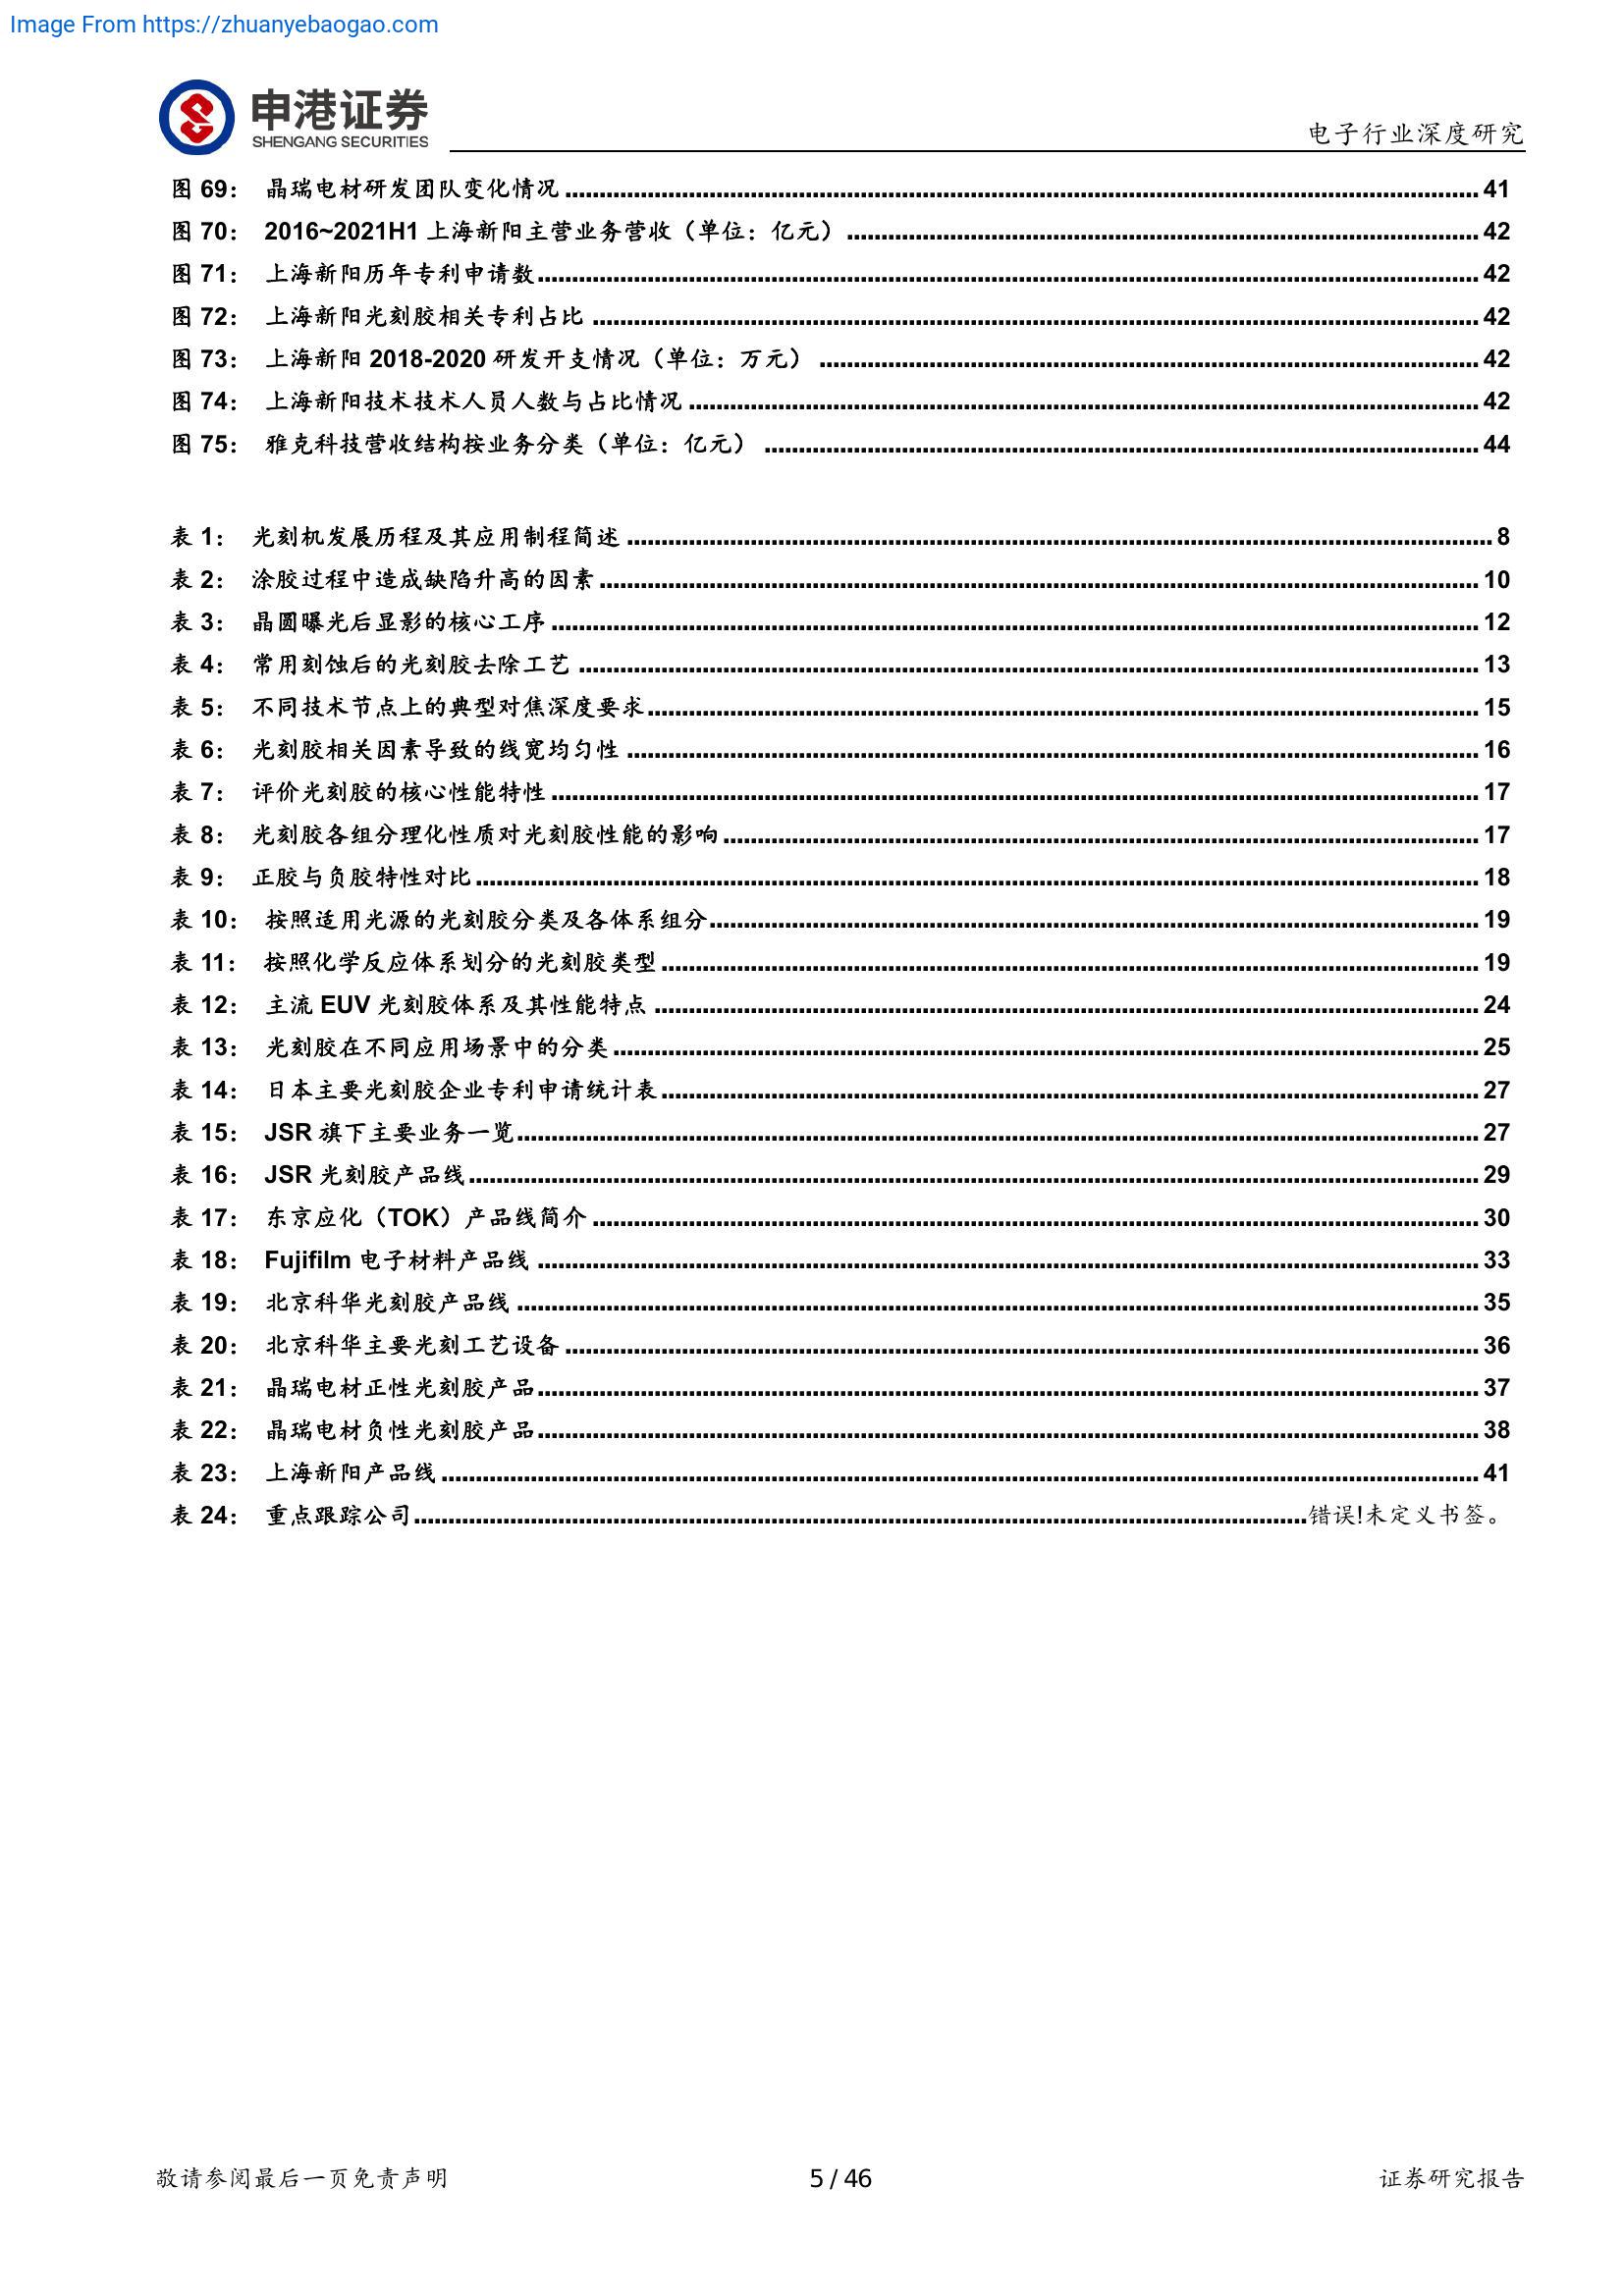 Image From https://zhuanyebaogao.com
申港证券
SHENGANG SECURITIES
电子行业深度研究
图 69： 晶瑞电材研发团队变化情况 41
图 70： 2016~2021H1 上海新阳主营业务营收（单位：亿元） 42
图 71： 上海新阳历年专利申请数 42
图 72： 上海新阳光刻胶相关专利占比 42
图 73： 上海新阳 2018-2020 研发开支情况（单位：万元） 42
图 74： 上海新阳技术技术人员人数与占比情况 42
图 75： 雅克科技营收结构按业务分类（单位：亿元） 44
表 1： 光刻机发展历程及其应用制程简述 8
表 2： 涂胶过程中造成缺陷升高的因素 10
表 3： 晶圆曝光后显影的核心工序 12
表 4： 常用刻蚀后的光刻胶去除工艺 13
表 5： 不同技术节点上的典型对焦深度要求 15
表 6： 光刻胶相关因素导致的线宽均匀性 16
表 7： 评价光刻胶的核心性能特性 17
表 8： 光刻胶各组分理化性质对光刻胶性能的影响 17
表 9： 正胶与负胶特性对比 18
表 10： 按照适用光源的光刻胶分类及各体系组分 19
表 11： 按照化学反应体系划分的光刻胶类型 19
表 12： 主流 EUV 光刻胶体系及其性能特点 24
表 13： 光刻胶在不同应用场景中的分类 25
表 14： 日本主要光刻胶企业专利申请统计表 27
表 15： JSR 旗下主要业务一览 27
表 16： JSR 光刻胶产品线 29
表 17： 东京应化（TOK）产品线简介 30
表 18： Fujifilm 电子材料产品线 33
表 19： 北京科华光刻胶产品线 35
表 20： 北京科华主要光刻工艺设备 36
表 21： 晶瑞电材正性光刻胶产品 37
表 22： 晶瑞电材负性光刻胶产品 38
表 23： 上海新阳产品线 41
表 24： 重点跟踪公司 错误!未定义书签。
敬请参阅最后一页免责声明
5 / 46
证券研究报告